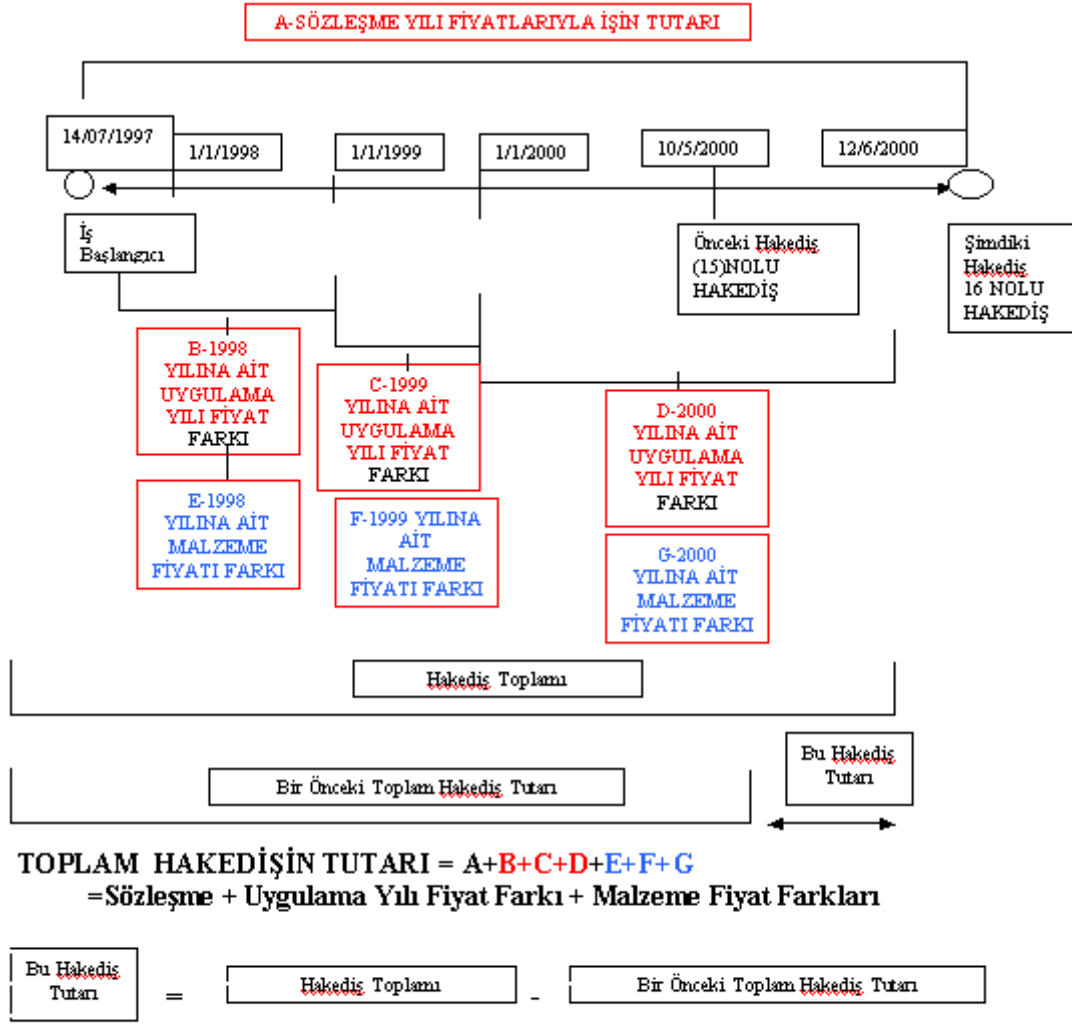 A-SÖZLEŞME YILI FİYATLARIYLA İŞİN TUTARI
14/07/1997
1/1/1998
1/1/1999
1/1/2000
10/5/2000
12/6/2000
İş
Başlangıcı
Önceki Hakediş
(15)NOLU
HAKEDİŞ
Şimdiki
Hakediş
16 NOLU
HAKEDİŞ
B-1998
YILINA AİT
UYGULAMA
YILI FİYAT
FARKI
C-1999
YILINA AİT
UYGULAMA
YILI FİYAT
FARKI
D-2000
YILINA AİT
UYGULAMA
YILI FİYAT
FARKI
E-1998
YILINA AİT
MALZEME
FİYATI FARKI
F-1999 YILINA
AİT
MALZEME
FİYATI FARKI
G-2000
YILINA AİT
MALZEME
FİYATI FARKI
Hakediş Toplamı
Bu Hakediş
Tutarı
Bir Önceki Toplam Hakediş Tutarı
TOPLAM HAKEDİŞİN TUTARI = A+B+C+D+E+F+G
=Sözleşme + Uygulama Yılı Fiyat Farkı + Malzeme Fiyat Farkları
Bu Hakediş
Tutarı
=
Hakediş Toplamı
-
Bir Önceki Toplam Hakediş Tutarı